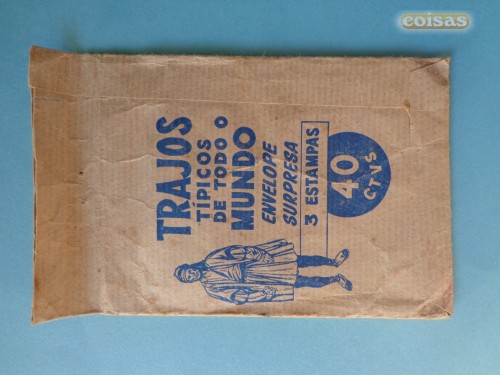 coisas
TRAJOS
TÍPICOS
DE TODO O
MUNDO
ENVELOPE
SURPRESA
3 ESTAMPAS
40
CTVS